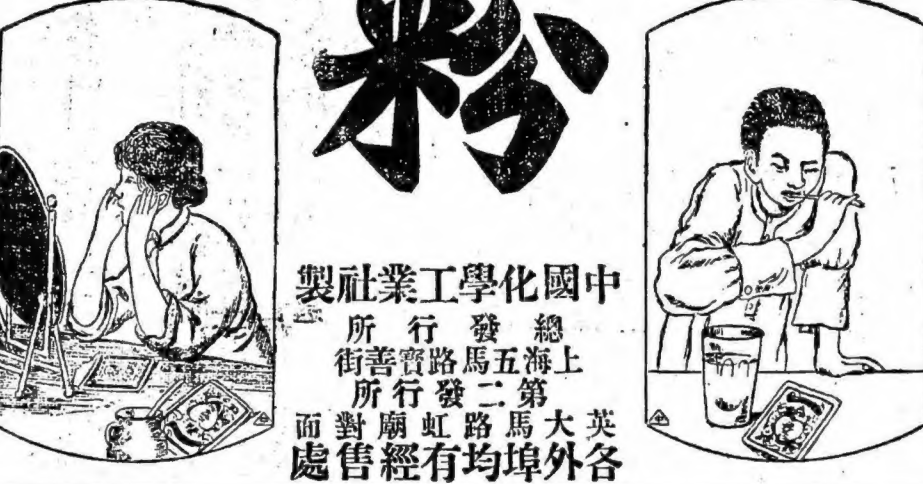 粉
中國化學工業社製
總發行所
上海五馬路寶善街
第二發行所
英大馬路虹廟對面
各外埠均有經售處